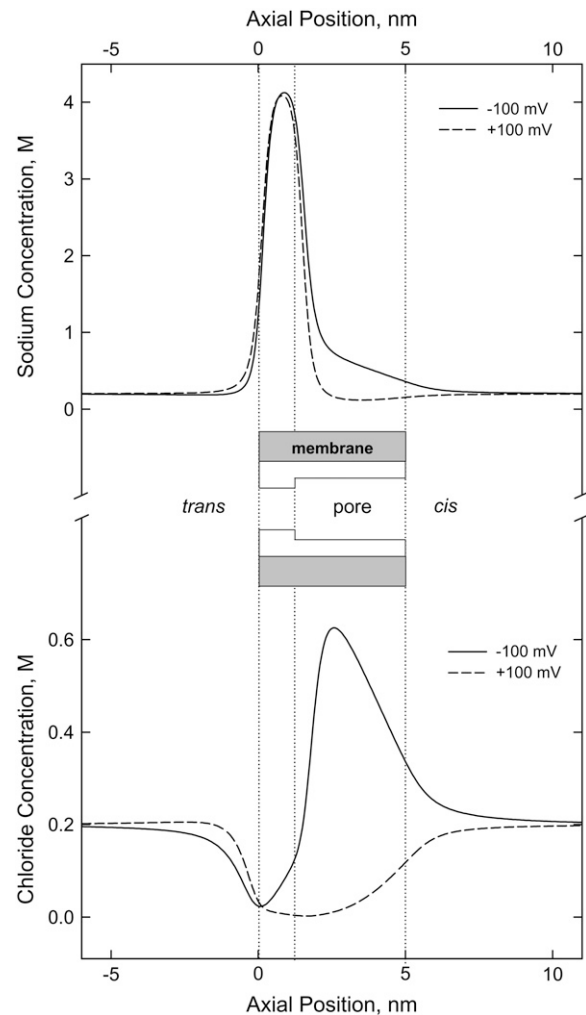 Axial Position, nm
-5 0 5 10
Sodium Concentration, M
4
3
2
1
0
-100 mV
+100 mV
membrane
trans pore cis
Chloride Concentration, M
0.6
0.4
0.2
0.0
-100 mV
+100 mV
-5 0 5 10
Axial Position, nm